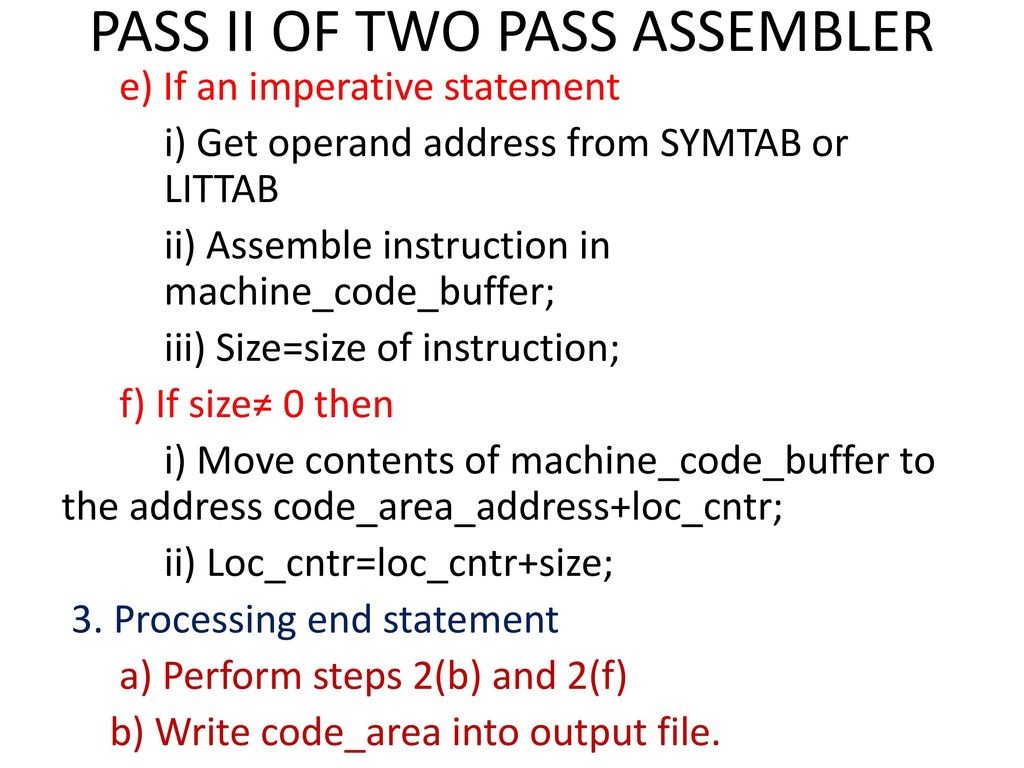 PASS II OF TWO PASS ASSEMBLER
e) If an imperative statement
i) Get operand address from SYMTAB or
LITTAB
ii) Assemble instruction in
machine_code_buffer;
iii) Size=size of instruction;
f) If size≠ 0 then
i) Move contents of machine_code_buffer to
the address code_area_address+loc_cntr;
ii) Loc_cntr=loc_cntr+size;
3. Processing end statement
a) Perform steps 2(b) and 2(f)
b) Write code_area into output file.